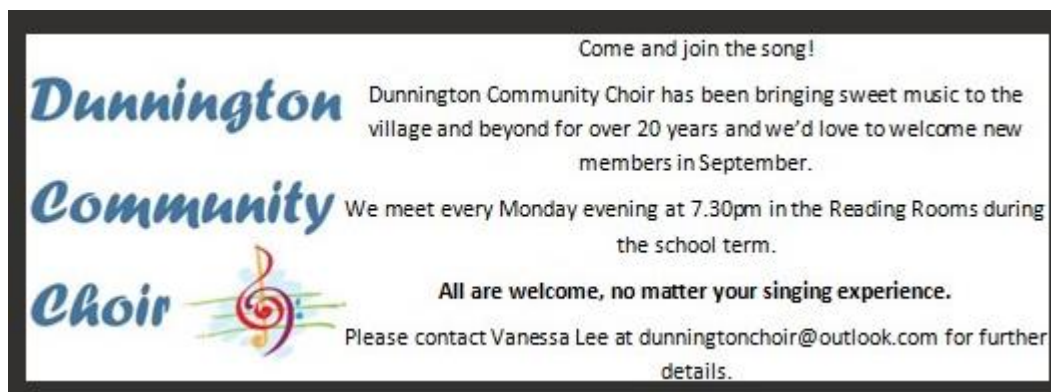 Dunnington
Community
Choir
Come and join the song!
Dunnington Community Choir has been bringing sweet music to the
village and beyond for over 20 years and we'd love to welcome new
members in September.
We meet every Monday evening at 7.30pm in the Reading Rooms during
the school term.
All are welcome, no matter your singing experience.
Please contact Vanessa Lee at dunningtonchoir@outlook.com for further
details.